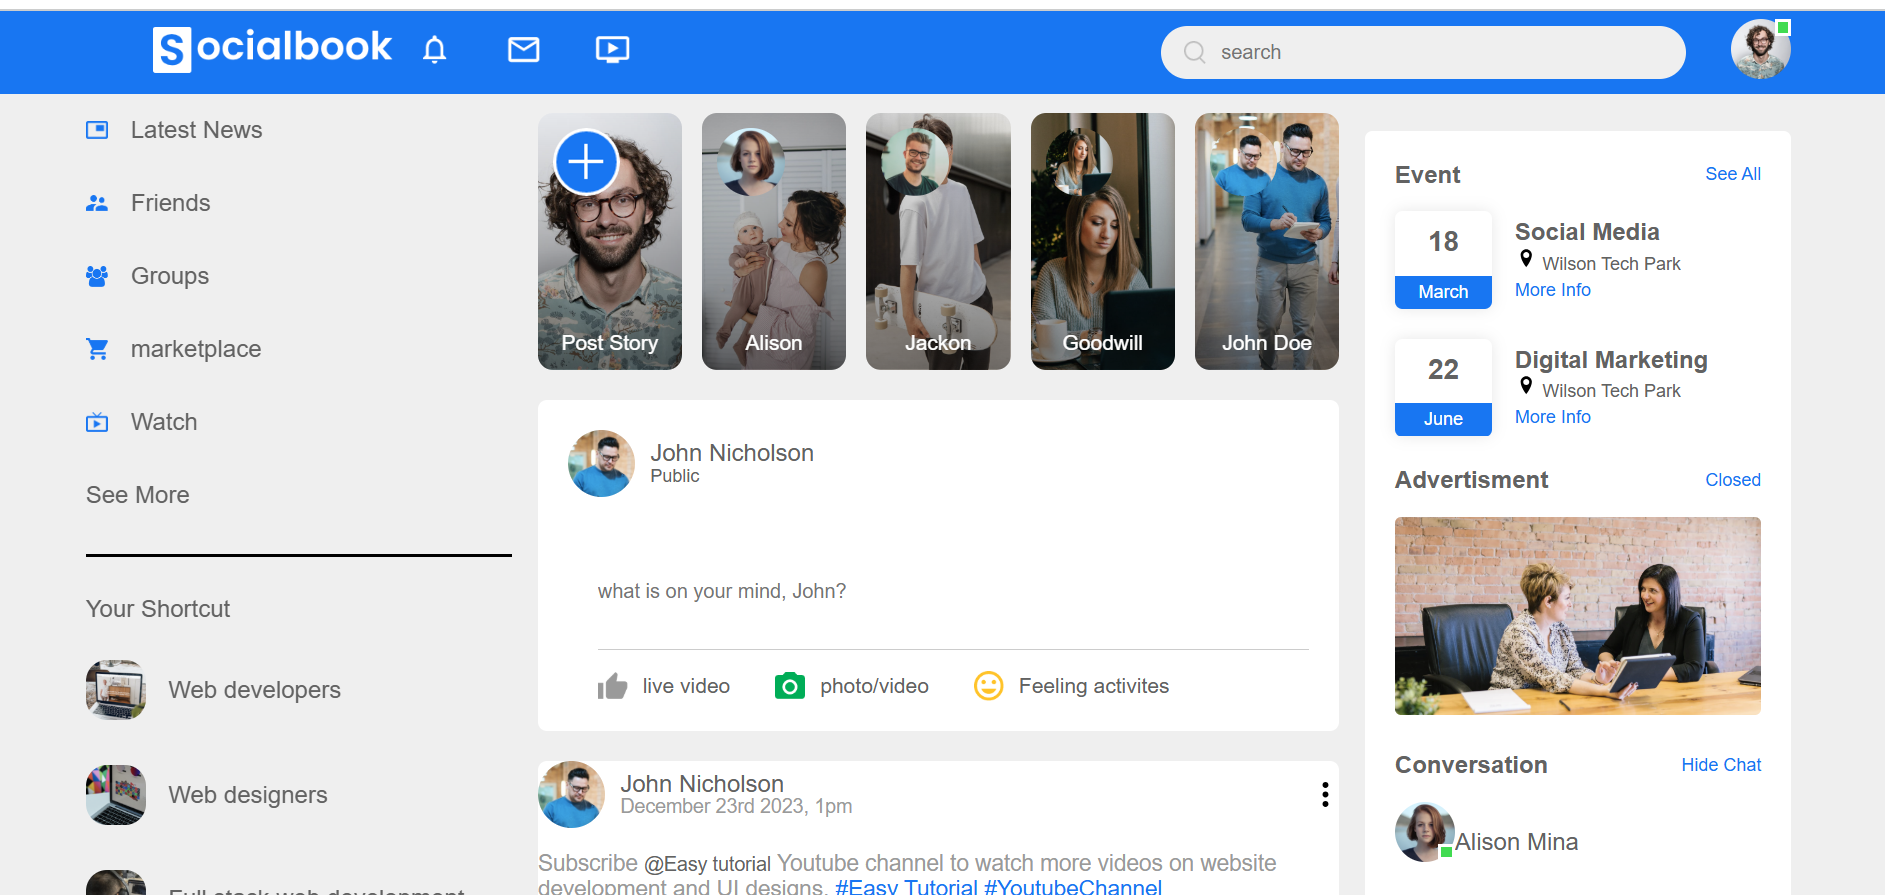 Socialbook
search
Latest News
Friends
Groups
marketplace
Watch
See More
Your Shortcut
Web developers
Web designers
Full stack web development
Post Story
Alison
Jackon
Goodwill
John Doe
John Nicholson
Public
what is on your mind, John?
live video
photo/video
Feeling activites
John Nicholson
December 23rd 2023, 1pm
Subscribe @Easy tutorial Youtube channel to watch more videos on website
development and UI designs. #Easy Tutorial #YoutubeChannel
Event
See All
18
March
Social Media
Wilson Tech Park
More Info
22
June
Digital Marketing
Wilson Tech Park
More Info
Advertisment
Closed
Conversation
Hide Chat
Alison Mina